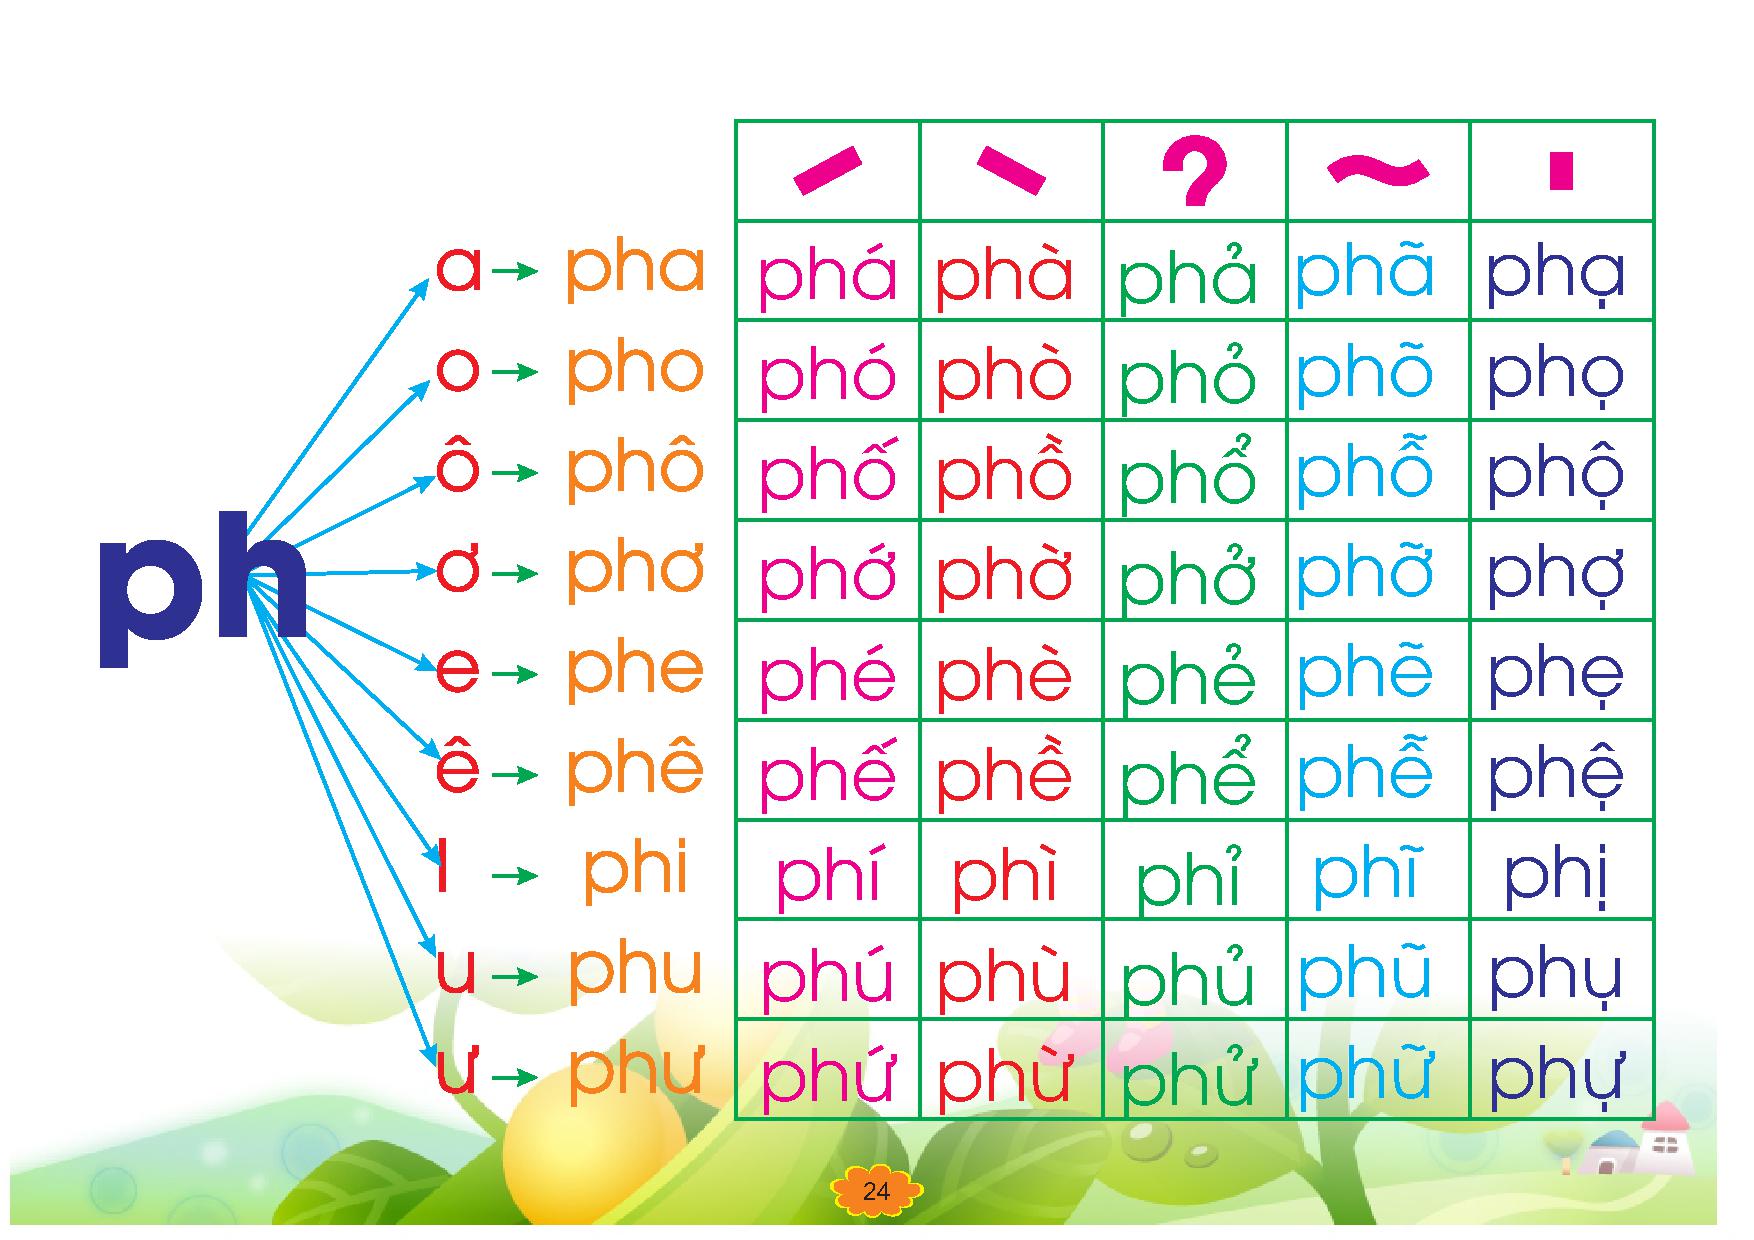 ˊ ˋ ? ~ .
a → pha phá phà phả phã phạ
o → pho phó phò phỏ phõ phọ
ô → phô phố phồ phổ phỗ phộ
ph ơ → phơ phớ phờ phở phỡ phợ
e → phe phé phè phẻ phẽ phẹ
ê → phê phế phề phể phễ phệ
I → phi phí phì phỉ phĩ phị
u → phu phú phù phủ phũ phụ
ư → phư phứ phừ phử phữ phự
24